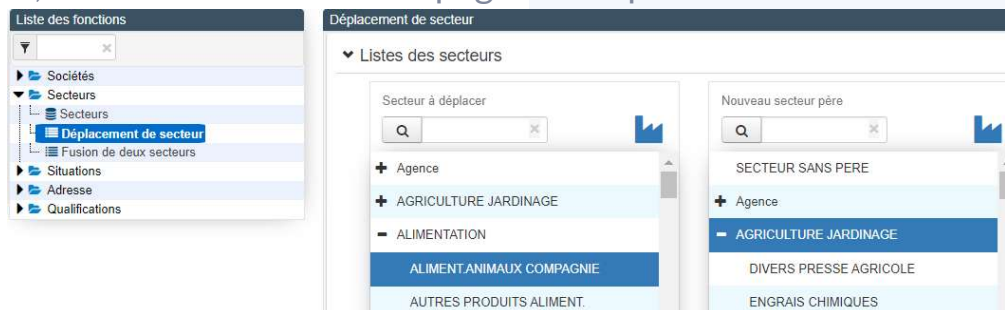 Liste des fonctions
Sociétés
Secteurs
Secteurs
Déplacement de secteur
Fusion de deux secteurs
Situations
Adresse
Qualifications
Déplacement de secteur
Listes des secteurs
Secteur à déplacer
Agence
AGRICULTURE JARDINAGE
ALIMENTATION
ALIMENT.ANIMAUX COMPAGNIE
AUTRES PRODUITS ALIMENT.
Nouveau secteur père
SECTEUR SANS PERE
Agence
AGRICULTURE JARDINAGE
DIVERS PRESSE AGRICOLE
ENGRAIS CHIMIQUES